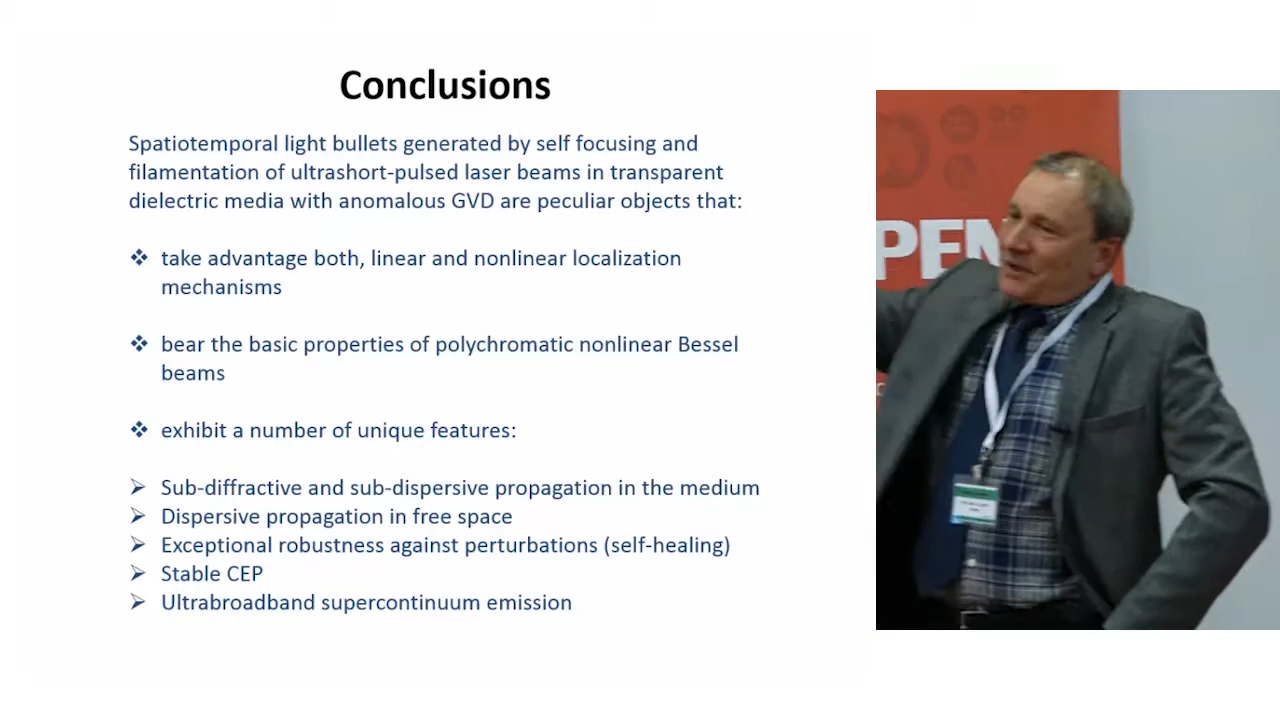 Conclusions
Spatiotemporal light bullets generated by self focusing and
filamentation of ultrashort-pulsed laser beams in transparent
dielectric media with anomalous GVD are peculiar objects that:
❖ take advantage both, linear and nonlinear localization
mechanisms
❖ bear the basic properties of polychromatic nonlinear Bessel
beams
❖ exhibit a number of unique features:
➢ Sub-diffractive and sub-dispersive propagation in the medium
➢ Dispersive propagation in free space
➢ Exceptional robustness against perturbations (self-healing)
➢ Stable CEP
➢ Ultrabroadband supercontinuum emission
PEN